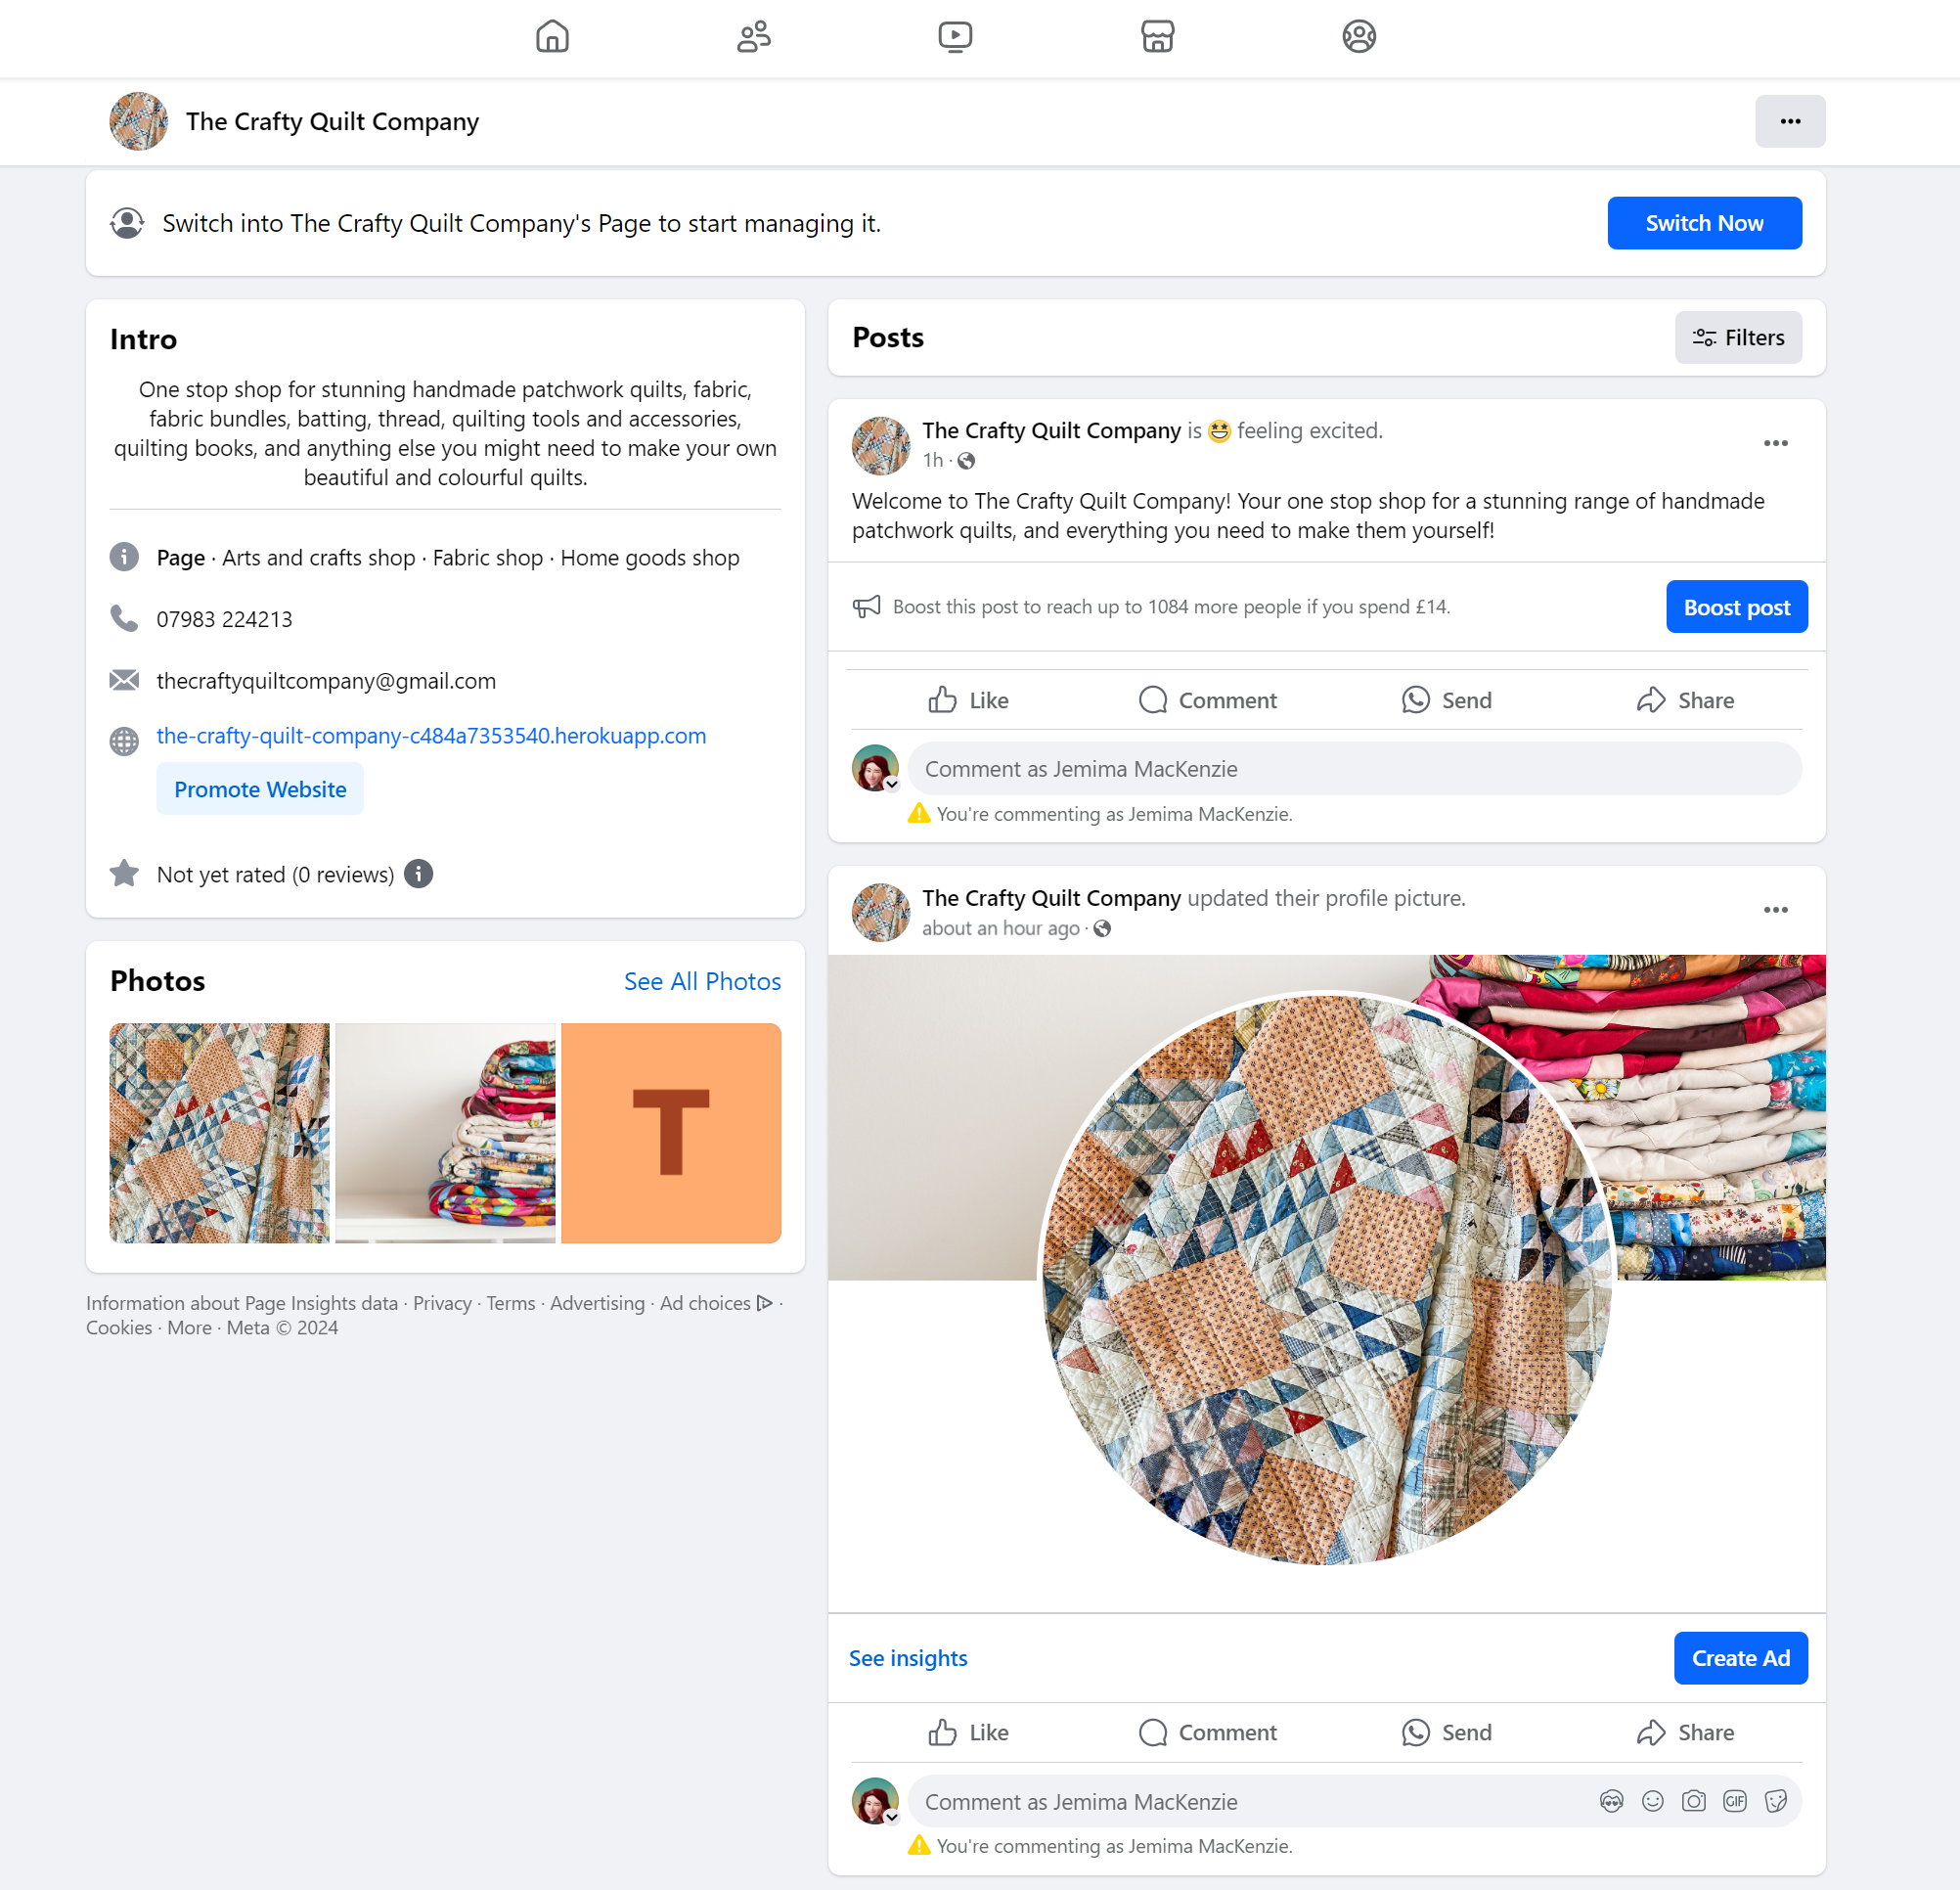 The Crafty Quilt Company
Switch into The Crafty Quilt Company's Page to start managing it.
Switch Now
Intro
One stop shop for stunning handmade patchwork quilts, fabric,
fabric bundles, batting, thread, quilting tools and accessories,
quilting books, and anything else you might need to make your own
beautiful and colourful quilts.
Page · Arts and crafts shop · Fabric shop · Home goods shop
07983 224213
thecraftyquiltcompany@gmail.com
the-crafty-quilt-company-c484a7353540.herokuapp.com
Promote Website
Not yet rated (0 reviews)
Photos
See All Photos
T
Information about Page Insights data · Privacy · Terms · Advertising · Ad choices ·
Cookies · More · Meta © 2024
Posts
Filters
The Crafty Quilt Company is 🤩 feeling excited.
1h ·
Welcome to The Crafty Quilt Company! Your one stop shop for a stunning range of handmade
patchwork quilts, and everything you need to make them yourself!
Boost this post to reach up to 1084 more people if you spend £14.
Boost post
Like Comment Send Share
Comment as Jemima MacKenzie
You're commenting as Jemima MacKenzie.
The Crafty Quilt Company updated their profile picture.
about an hour ago ·
See insights
Create Ad
Like Comment Send Share
Comment as Jemima MacKenzie
GIF
You're commenting as Jemima MacKenzie.